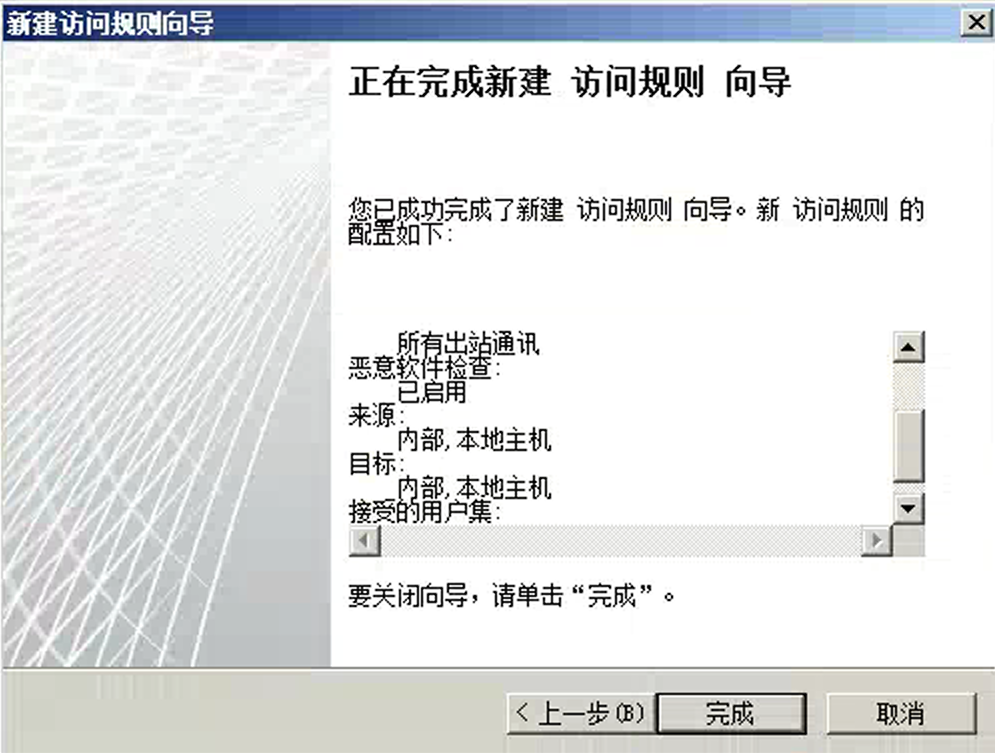 新建访问规则向导
正在完成新建 访问规则 向导
您已成功完成了新建 访问规则 向导。新 访问规则 的
配置如下:
所有出站通讯
恶意软件检查:
已启用
来源:
内部,本地主机
目标:
内部,本地主机
接受的用户集:
要关闭向导，请单击“完成”。
< 上一步(B)
完成
取消